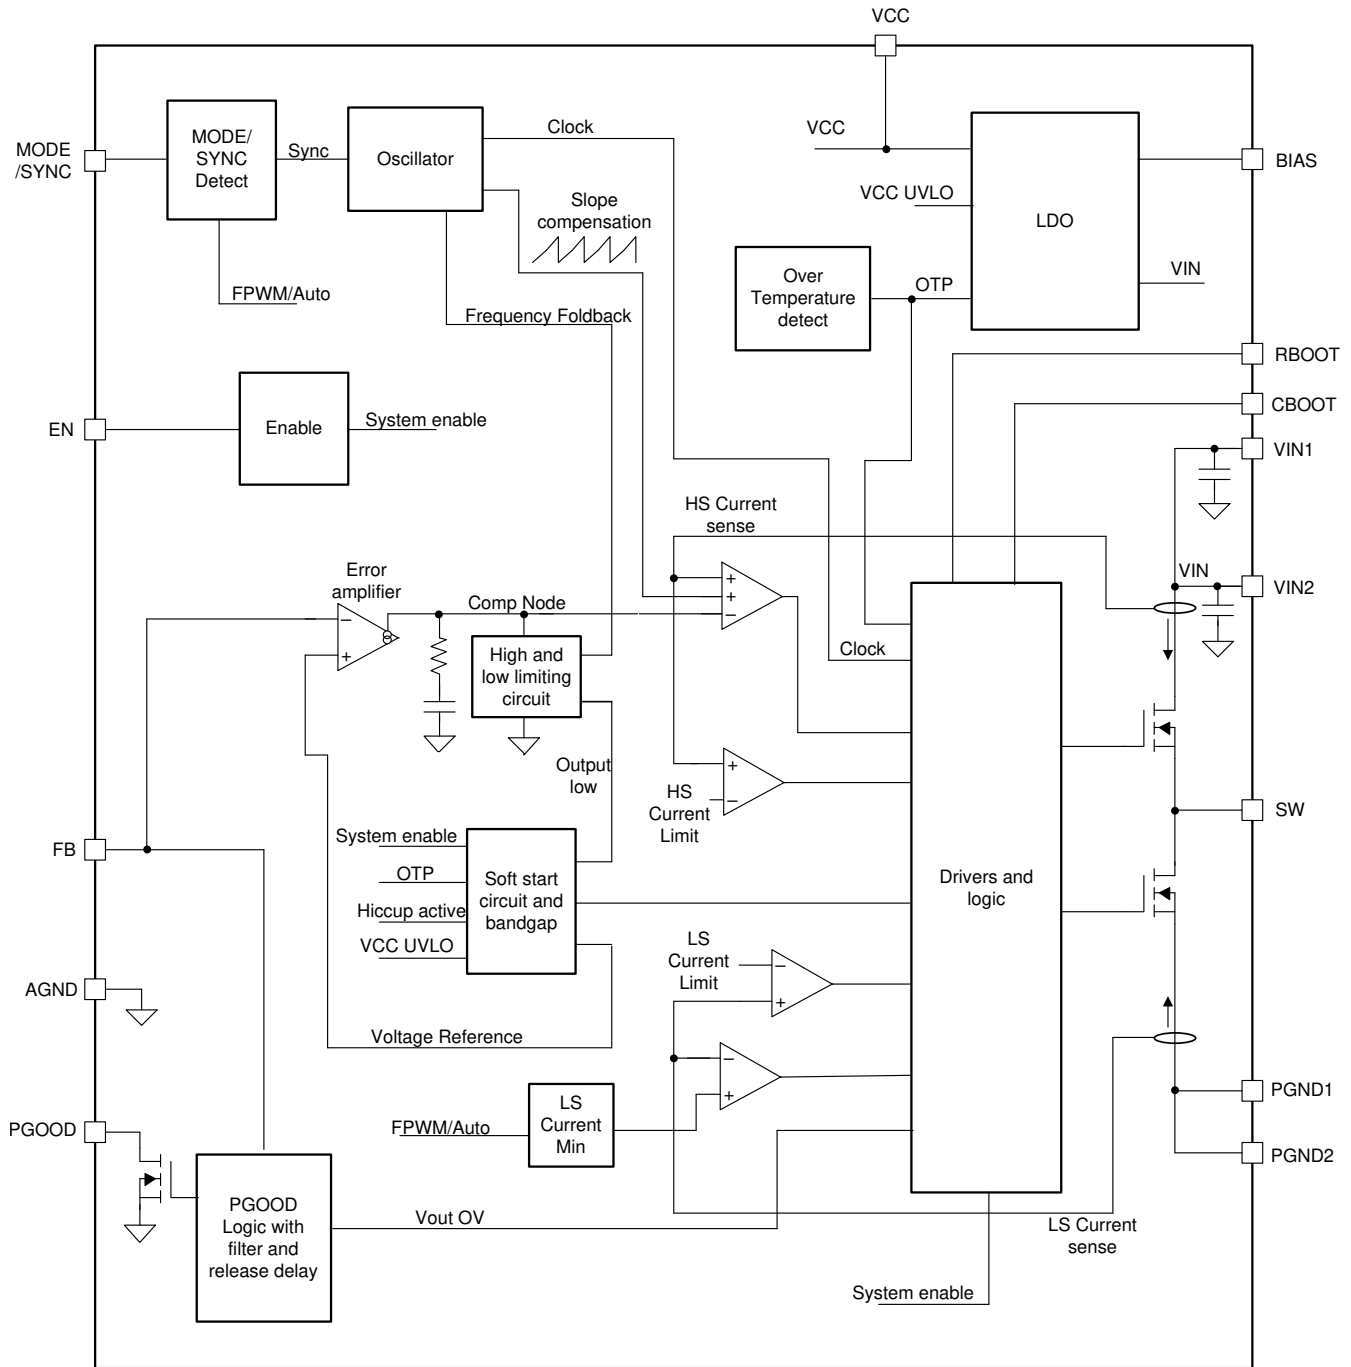 VCC
MODE
/SYNC
MODE/
SYNC
Detect
Sync
Oscillator
Clock
VCC
BIAS
Slope
compensation
VCC UVLO
LDO
FPWM/Auto
Frequency Foldback
Over
Temperature
detect
OTP
VIN
RBOOT
CBOOT
EN
Enable
System enable
VIN1
HS Current
sense
Error
amplifier
Comp Node
VIN
VIN2
−
+
+
+
−
High and
low limiting
circuit
Clock
Output
low
+
−
HS
Current
Limit
SW
FB
System enable
OTP
Hiccup active
VCC UVLO
Soft start
circuit and
bandgap
Drivers and
logic
LS
Current
Limit
−
+
AGND
Voltage Reference
−
+
PGND1
PGOOD
FPWM/Auto
LS
Current
Min
PGND2
PGOOD
Logic with
filter and
release delay
Vout OV
LS Current
sense
System enable